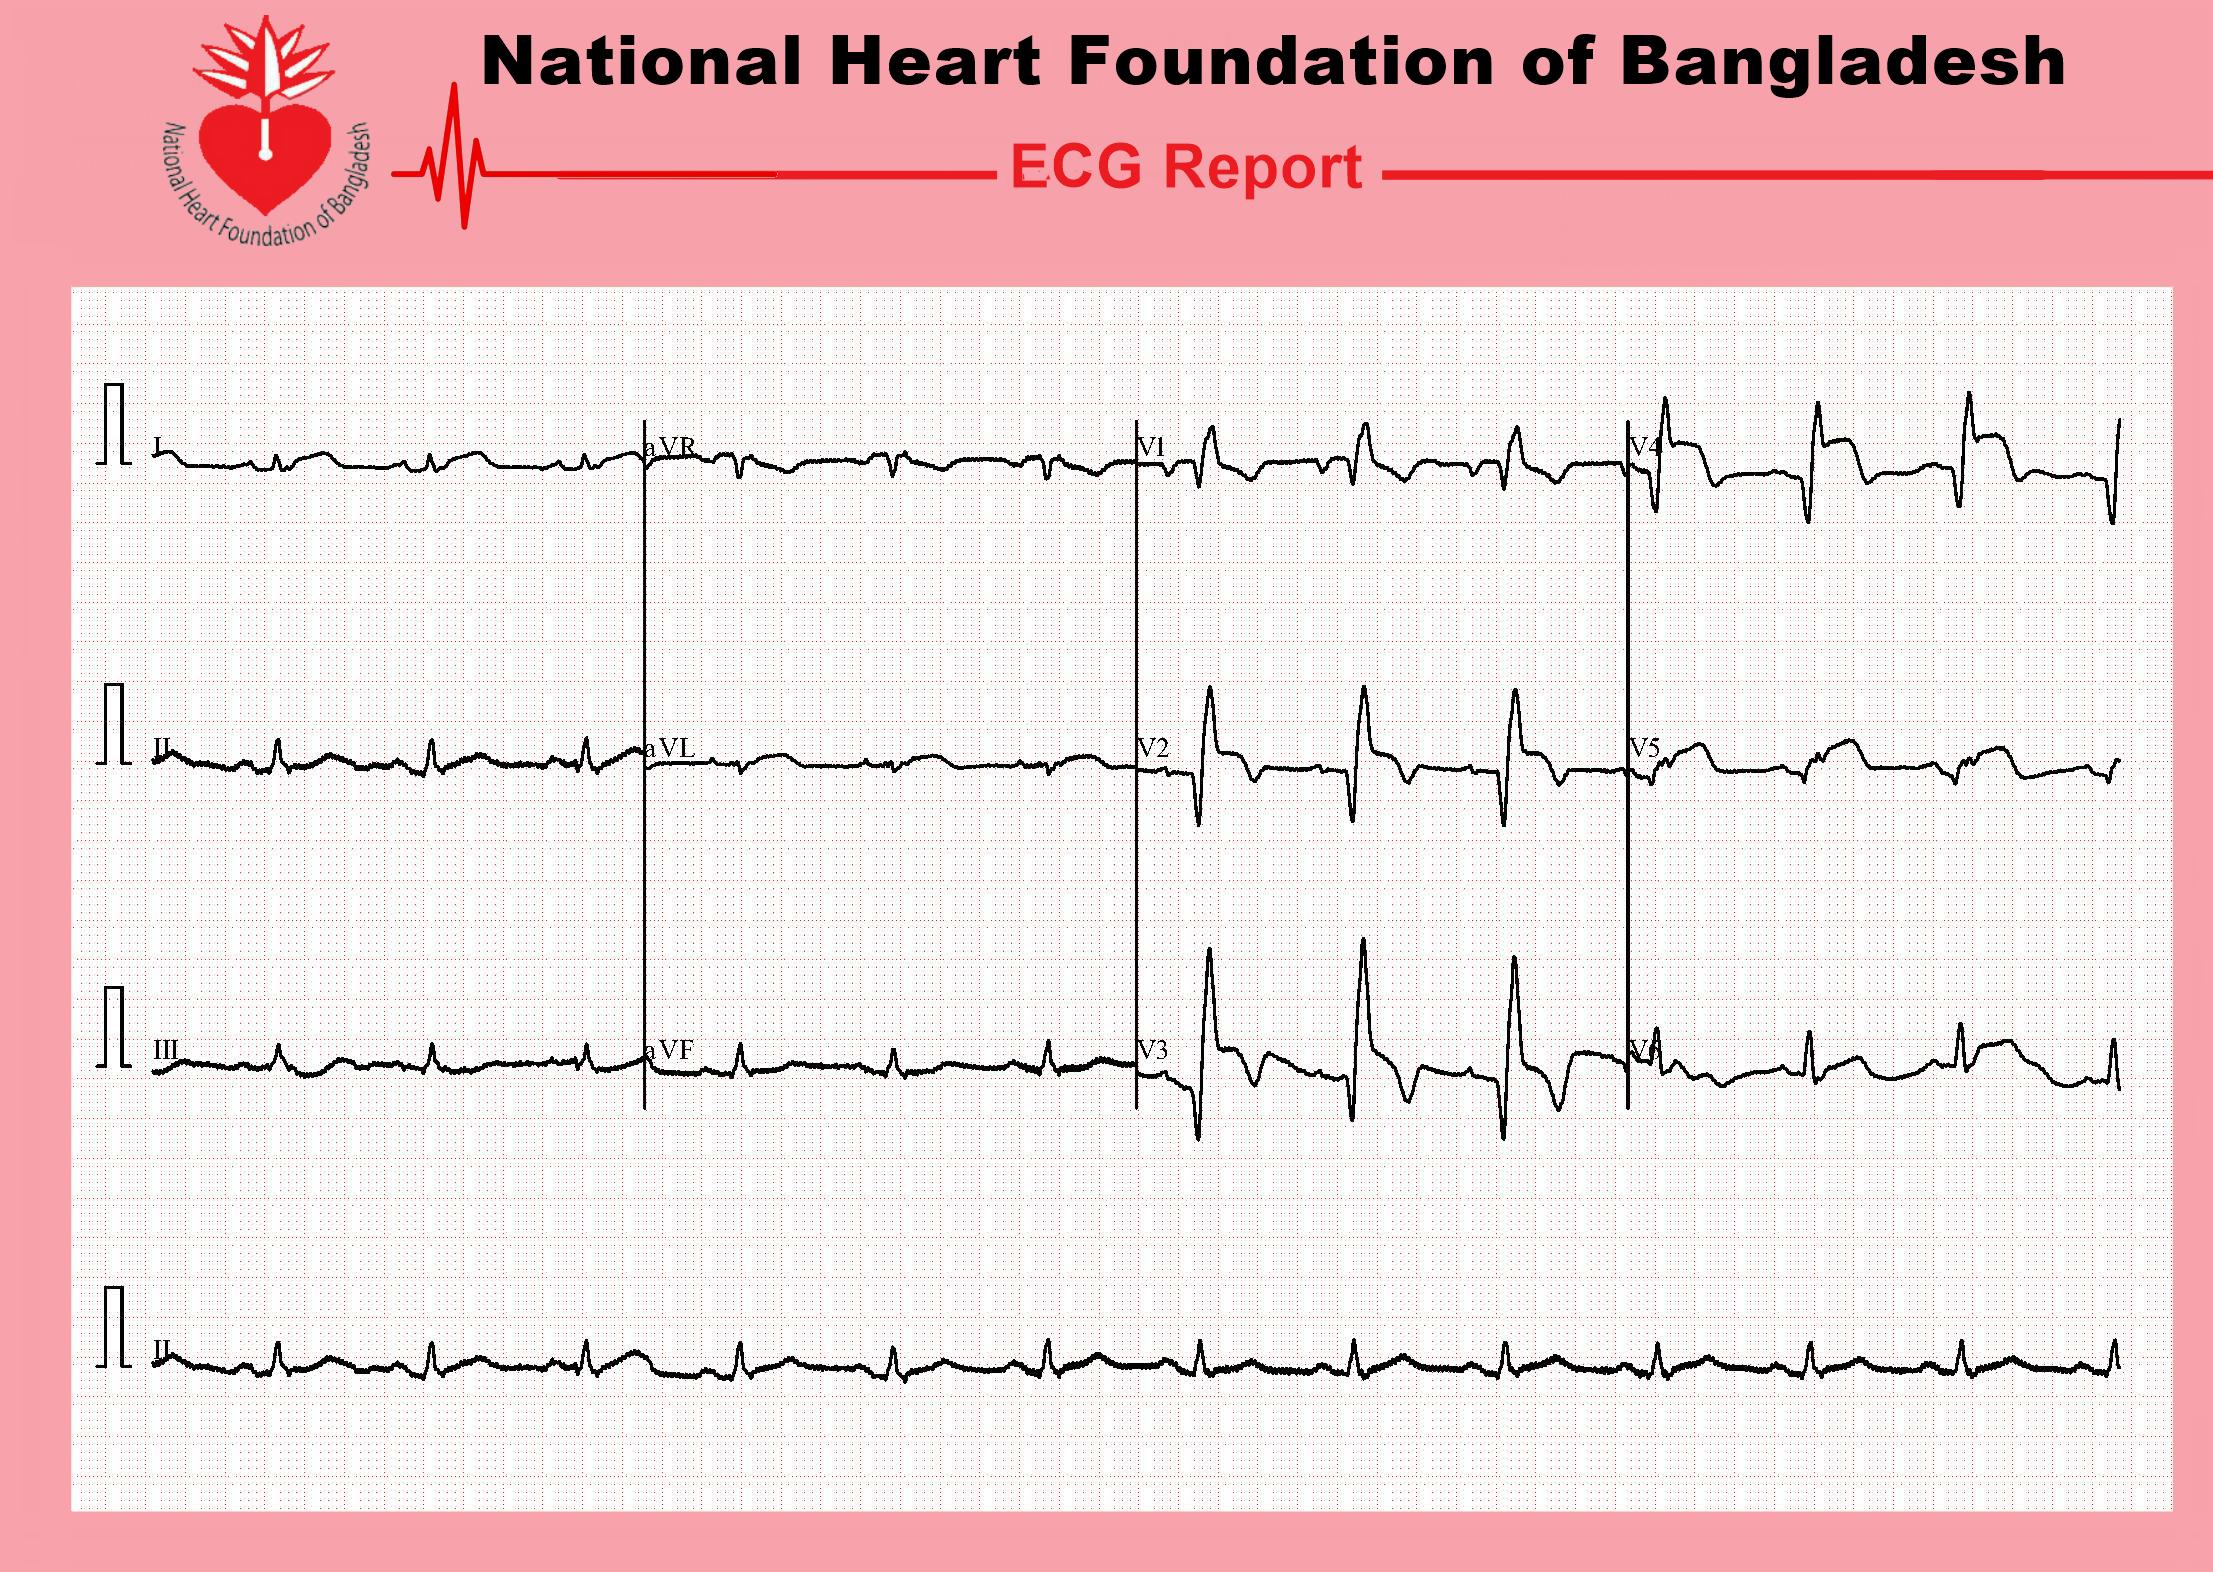 National Heart Foundation of Bangladesh
National Heart Foundation of Bangladesh
ECG Report
I
aVR
V1
V4
II
aVL
V2
V5
III
aVF
V3
V6
II